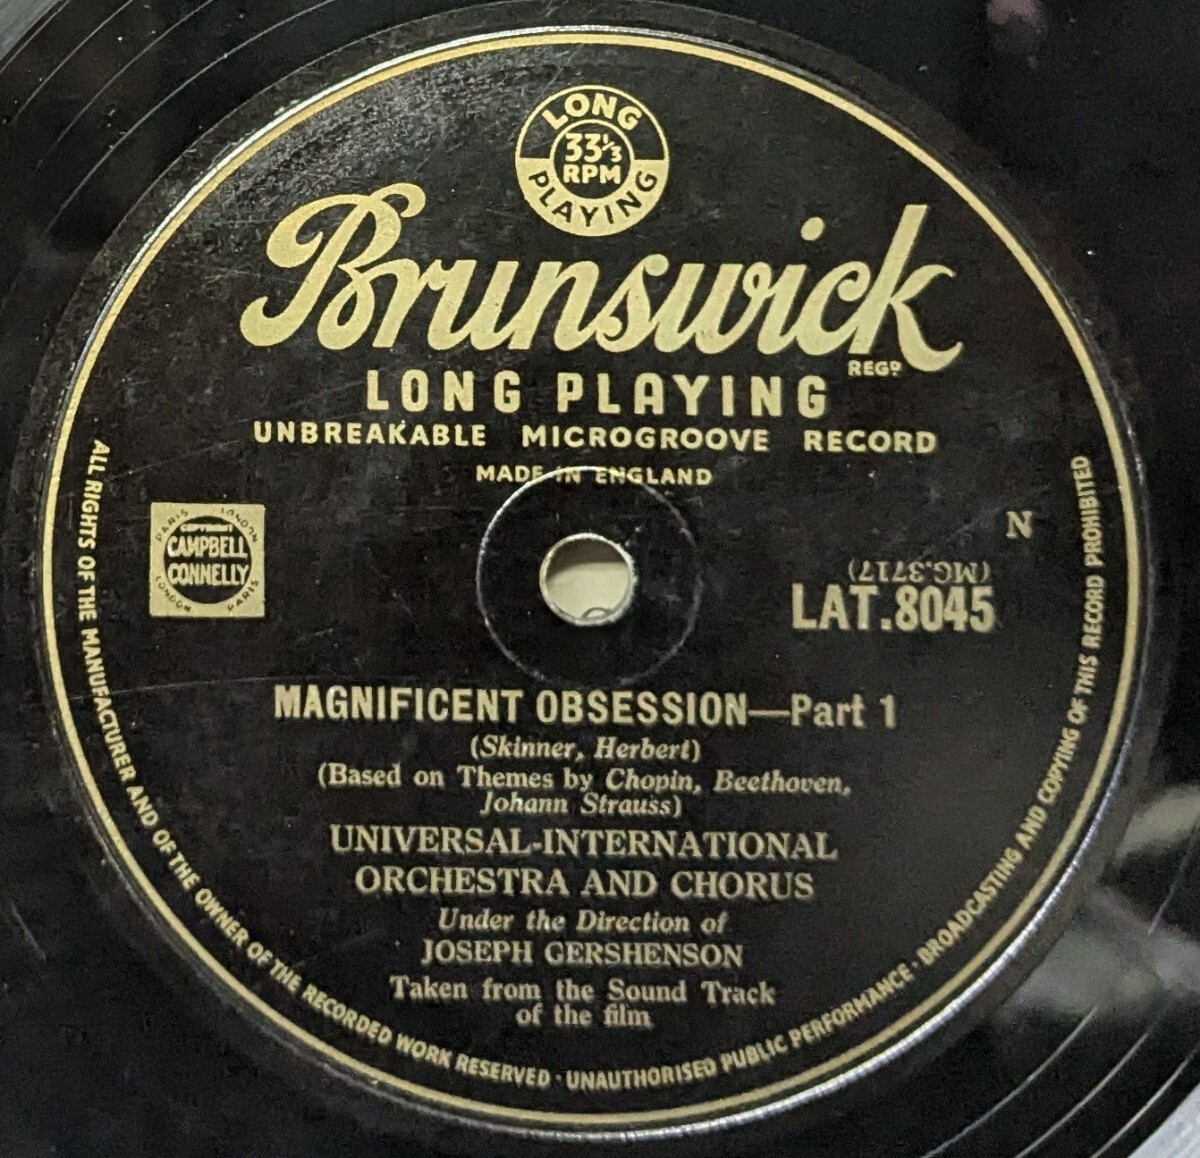 LONG
33⅓
RPM
PLAYING
Brunswick
REGD
LONG PLAYING
UNBREAKABLE MICROGROOVE RECORD
MADE IN ENGLAND
PARIS LONDON
COPYRIGHT
CAMPBELL
CONNELLY
LONDON PARIS
N
(MG.3717)
LAT.8045
MAGNIFICENT OBSESSION—Part 1
(Skinner, Herbert)
(Based on Themes by Chopin, Beethoven,
Johann Strauss)
UNIVERSAL-INTERNATIONAL
ORCHESTRA AND CHORUS
Under the Direction of
JOSEPH GERSHENSON
Taken from the Sound Track
of the film
ALL RIGHTS OF THE MANUFACTURER AND OF THE OWNER OF THE RECORDED WORK RESERVED · UNAUTHORISED PUBLIC PERFORMANCE · BROADCASTING AND COPYING OF THIS RECORD PROHIBITED